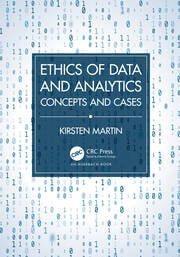 ETHICS OF DATA
AND ANALYTICS
CONCEPTS AND CASES
KIRSTEN MARTIN
CRC Press
Taylor & Francis Group
AN AUERBACH BOOK